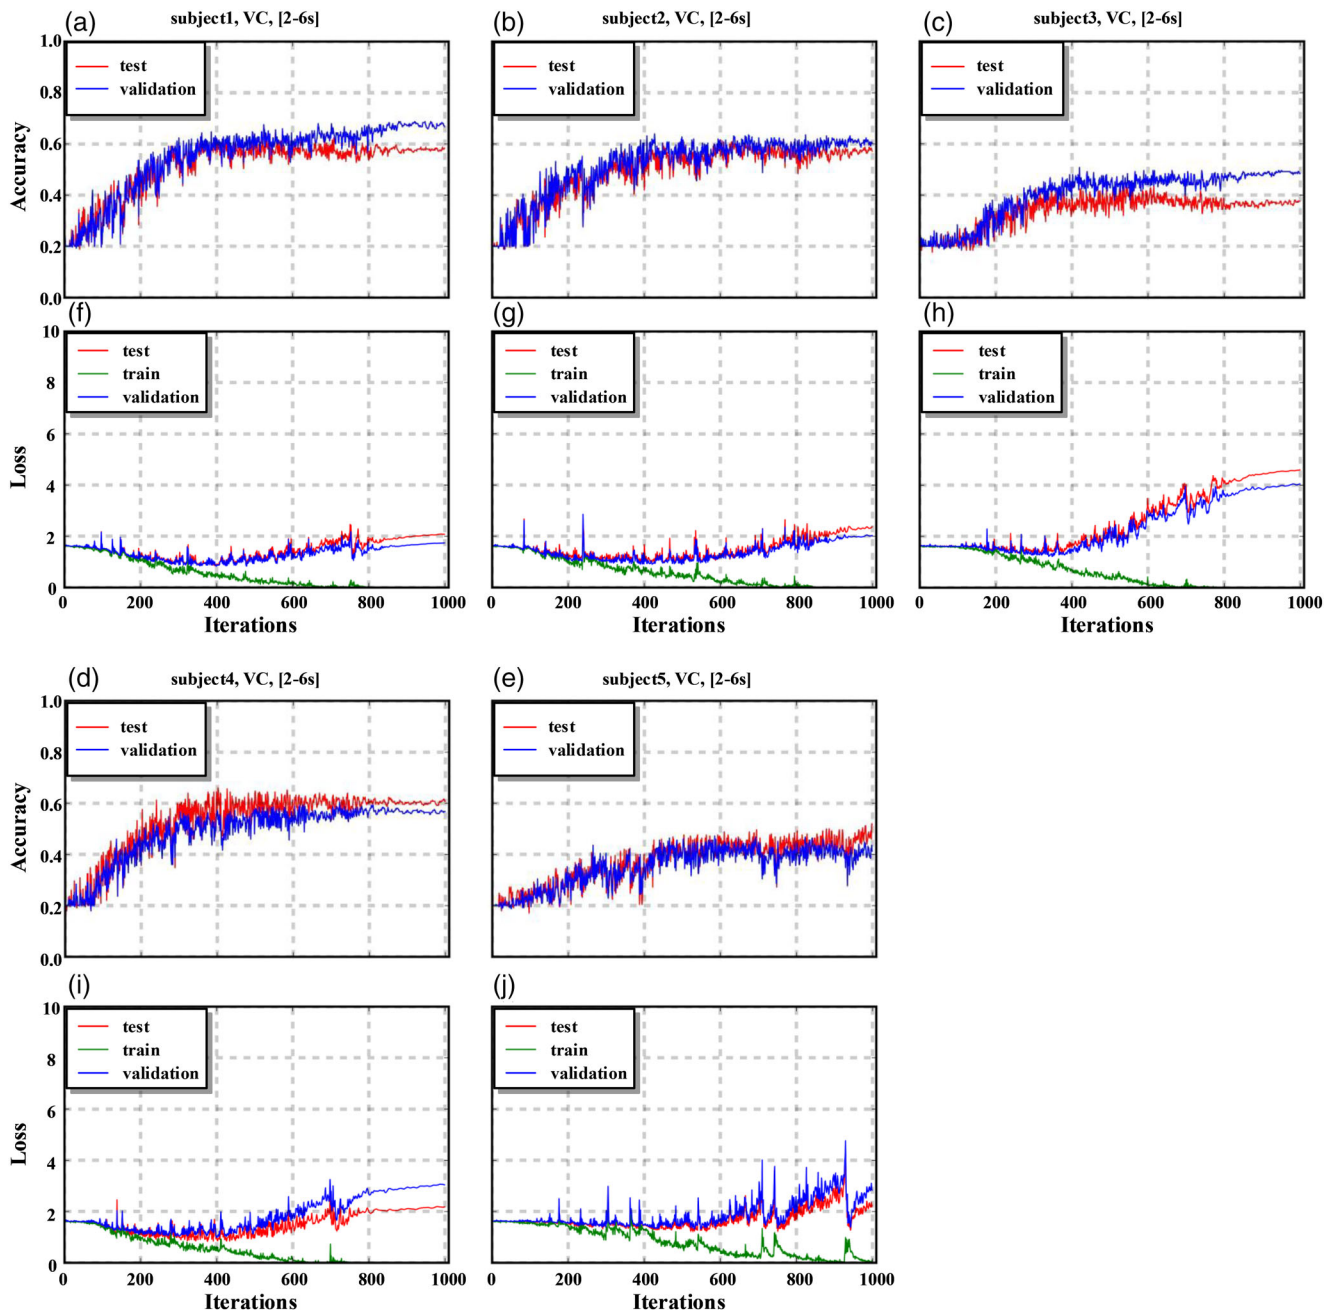 (a) subject1, VC, [2-6s]
(b) subject2, VC, [2-6s]
(c) subject3, VC, [2-6s]
1.0
0.8
0.6
0.4
0.2
0.0
Accuracy
test
validation
test
validation
test
validation
(f)
(g)
(h)
10
8
6
4
2
0
Loss
test
train
validation
test
train
validation
test
train
validation
0 200 400 600 800 1000
0 200 400 600 800 1000
0 200 400 600 800 1000
Iterations
Iterations
Iterations
(d) subject4, VC, [2-6s]
(e) subject5, VC, [2-6s]
1.0
0.8
0.6
0.4
0.2
0.0
Accuracy
test
validation
test
validation
(i)
(j)
10
8
6
4
2
0
Loss
test
train
validation
test
train
validation
0 200 400 600 800 1000
0 200 400 600 800 1000
Iterations
Iterations